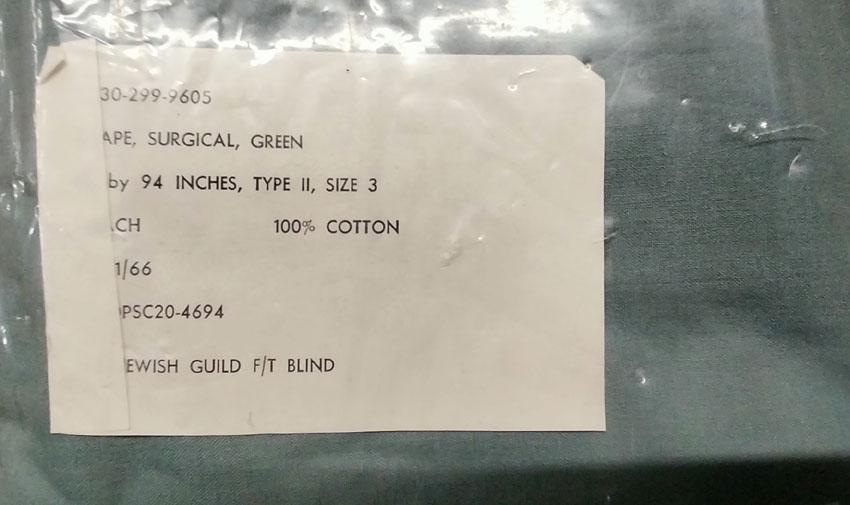 30-299-9605
APE, SURGICAL, GREEN
by 94 INCHES, TYPE II, SIZE 3
ACH 100% COTTON
1/66
PSC20-4694
EWISH GUILD F/T BLIND